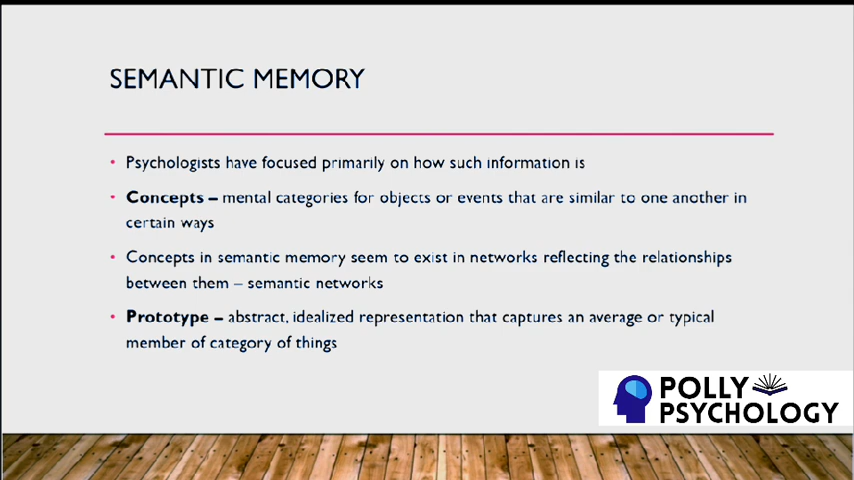 SEMANTIC MEMORY
• Psychologists have focused primarily on how such information is
• Concepts – mental categories for objects or events that are similar to one another in
certain ways
• Concepts in semantic memory seem to exist in networks reflecting the relationships
between them – semantic networks
• Prototype – abstract, idealized representation that captures an average or typical
member of category of things
POLLY
PSYCHOLOGY